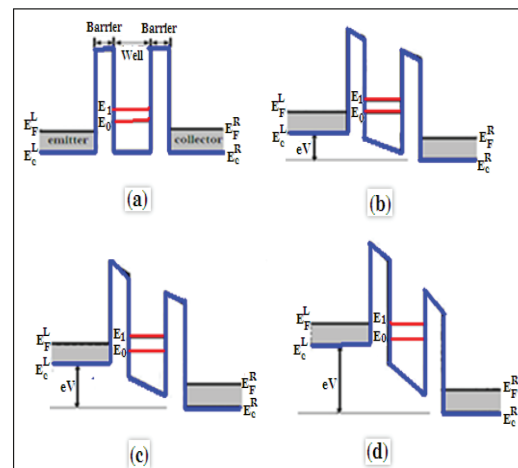 Barrier Barrier
Well
E₁
E₀
E_F^L
E_c^L
emitter
collector
E_F^R
E_c^R
(a)
E_F^L
E_c^L
eV
E₁
E₀
E_F^R
E_c^R
(b)
E_F^L
E_c^L
eV
E₁
E₀
E_F^R
E_c^R
(c)
E_F^L
E_c^L
eV
E₁
E₀
E_F^R
E_c^R
(d)